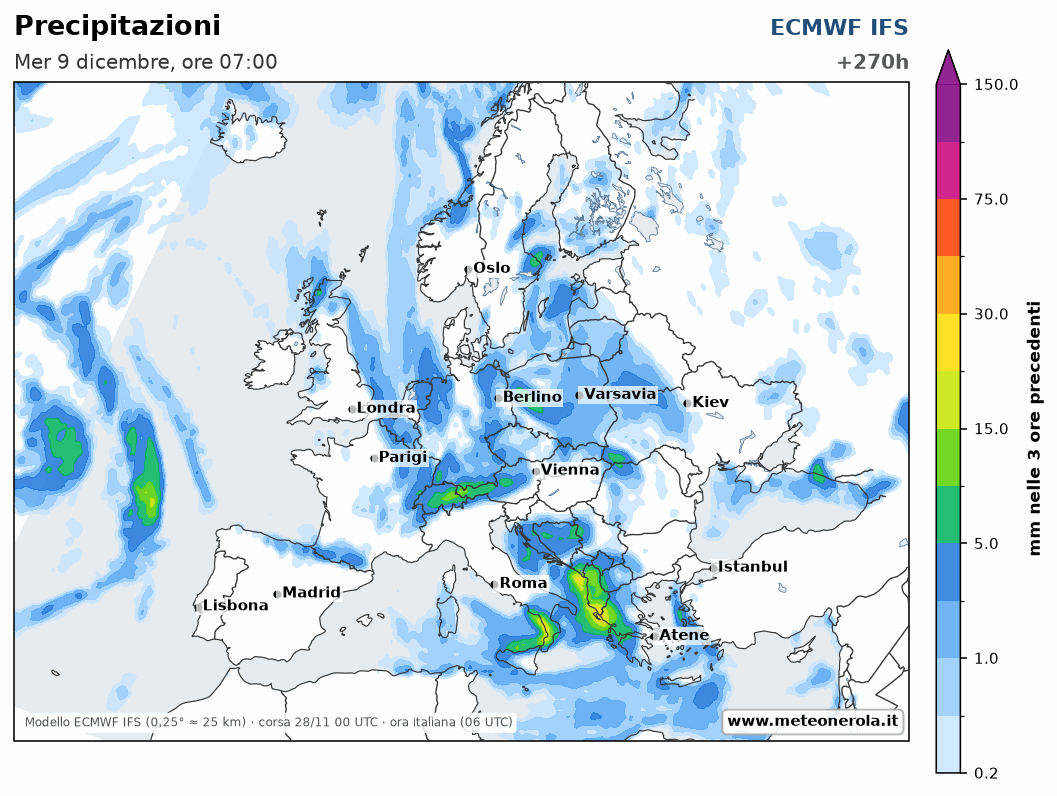 Precipitazioni
ECMWF IFS
Mer 9 dicembre, ore 07:00
+270h
150.0
75.0
30.0
15.0
5.0
1.0
0.2
mm nelle 3 ore precedenti
Oslo
Berlino
Varsavia
Kiev
Londra
Parigi
Vienna
Istanbul
Roma
Madrid
Lisbona
Atene
Modello ECMWF IFS (0,25° ≈ 25 km) · corsa 28/11 00 UTC · ora italiana (06 UTC)
www.meteonerola.it